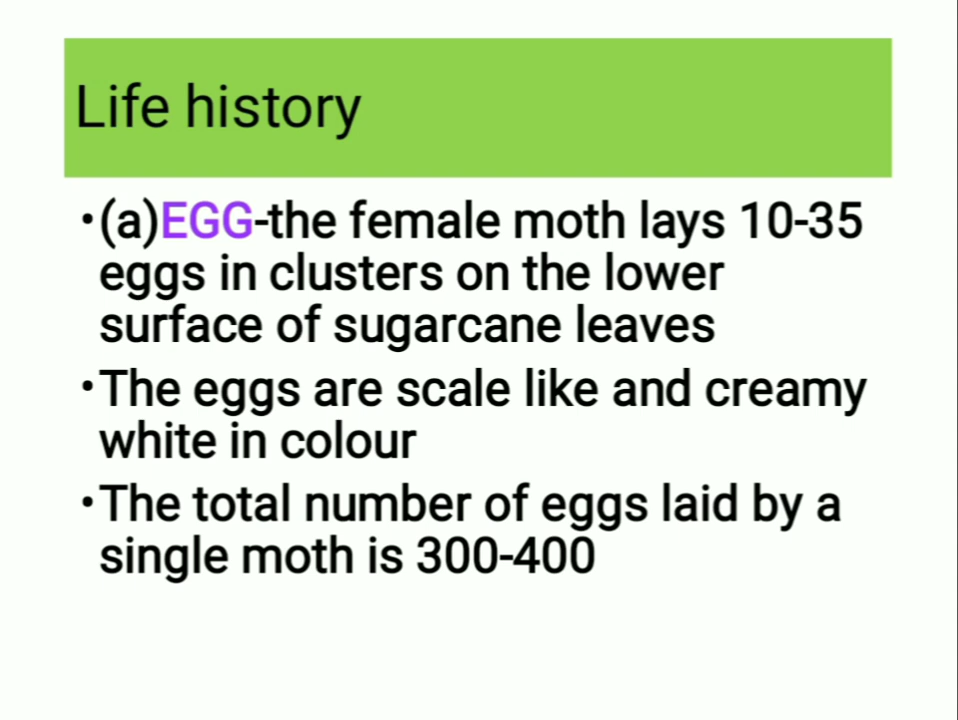 Life history
•(a)EGG-the female moth lays 10-35
eggs in clusters on the lower
surface of sugarcane leaves
•The eggs are scale like and creamy
white in colour
•The total number of eggs laid by a
single moth is 300-400